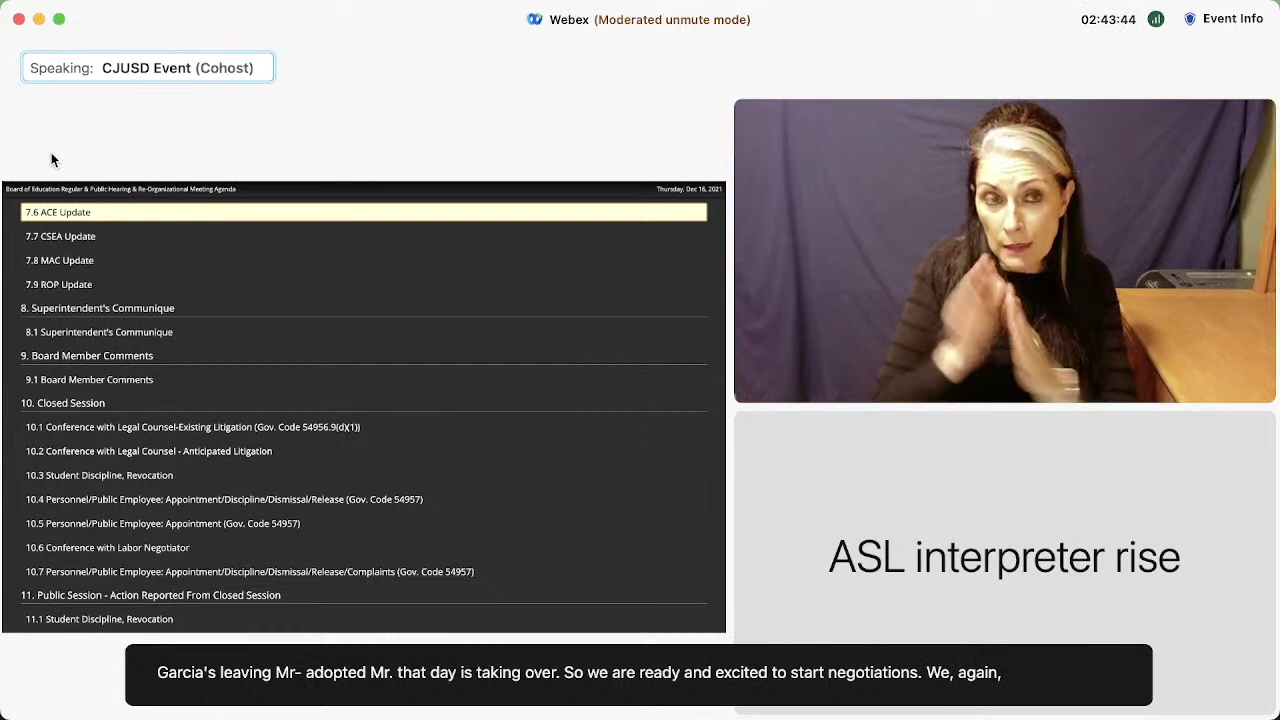 Webex (Moderated unmute mode)
02:43:44
Event Info
Speaking: CJUSD Event (Cohost)
Board of Education Regular & Public Hearing & Re-Organizational Meeting Agenda
Thursday, Dec 16, 2021
7.6 ACE Update
7.7 CSEA Update
7.8 MAC Update
7.9 ROP Update
8. Superintendent's Communique
8.1 Superintendent's Communique
9. Board Member Comments
9.1 Board Member Comments
10. Closed Session
10.1 Conference with Legal Counsel-Existing Litigation (Gov. Code 54956.9(d)(1))
10.2 Conference with Legal Counsel - Anticipated Litigation
10.3 Student Discipline, Revocation
10.4 Personnel/Public Employee: Appointment/Discipline/Dismissal/Release (Gov. Code 54957)
10.5 Personnel/Public Employee: Appointment (Gov. Code 54957)
10.6 Conference with Labor Negotiator
10.7 Personnel/Public Employee: Appointment/Discipline/Dismissal/Release/Complaints (Gov. Code 54957)
11. Public Session - Action Reported From Closed Session
11.1 Student Discipline, Revocation
ASL interpreter rise
Garcia's leaving Mr- adopted Mr. that day is taking over. So we are ready and excited to start negotiations. We, again,